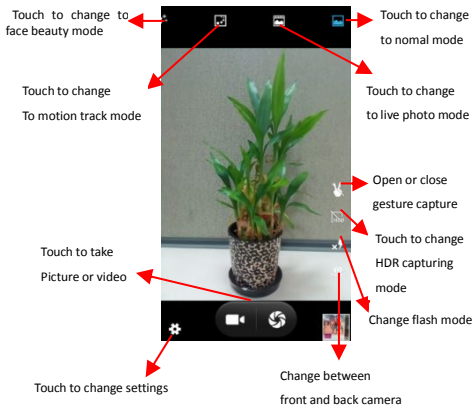 Touch to change to
face beauty mode
Touch to change
to nomal mode
Touch to change
To motion track mode
Touch to change
to live photo mode
Open or close
gesture capture
Touch to change
HDR capturing
mode
Touch to take
Picture or video
Change flash mode
Touch to change settings
Change between
front and back camera